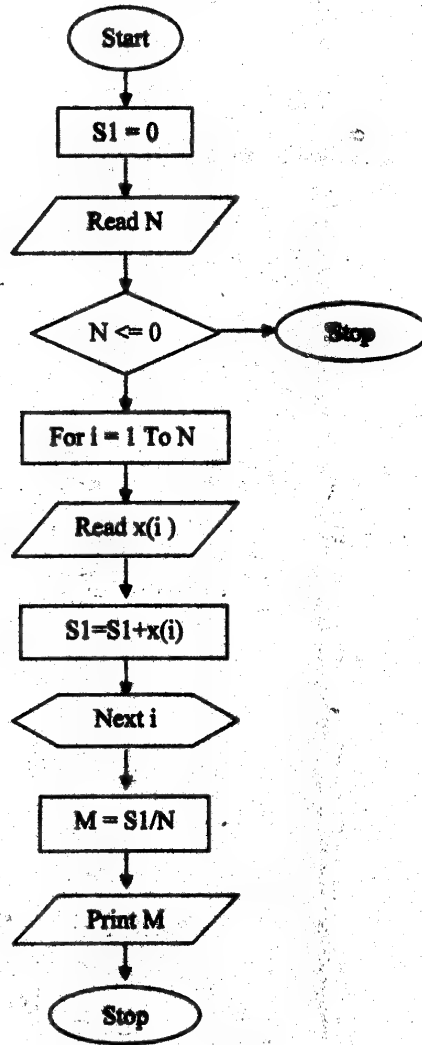 Start
S1 = 0
Read N
N <= 0
Stop
For i = 1 To N
Read x(i )
S1=S1+x(i)
Next i
M = S1/N
Print M
Stop